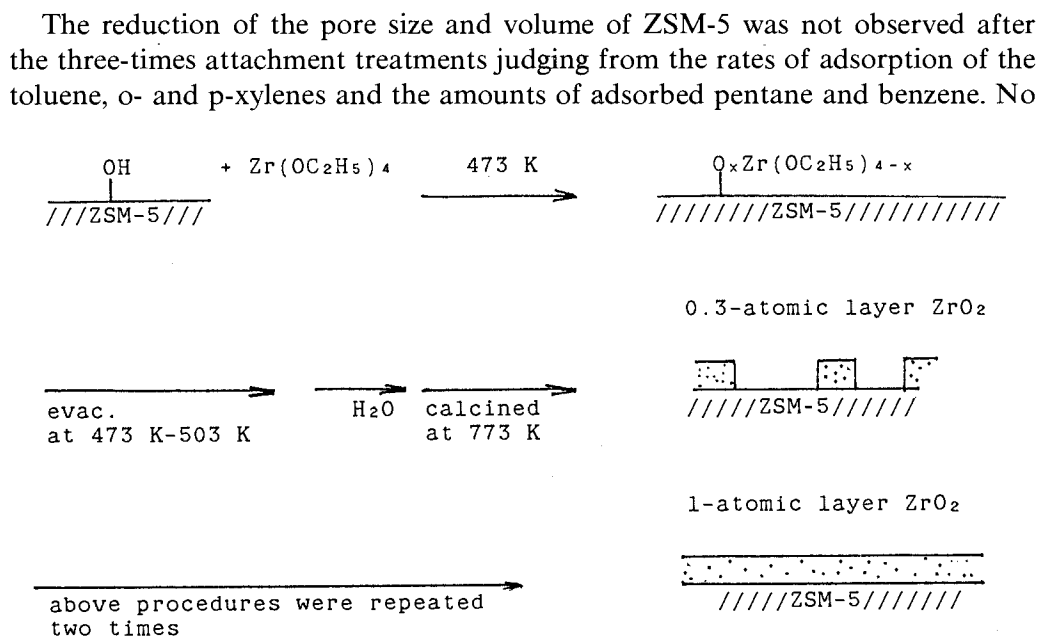 The reduction of the pore size and volume of ZSM-5 was not observed after
the three-times attachment treatments judging from the rates of adsorption of the
toluene, o- and p-xylenes and the amounts of adsorbed pentane and benzene. No
OH + Zr(OC₂H₅)₄ 473 K OₓZr(OC₂H₅)₄₋ₓ
///ZSM-5/// ////////ZSM-5///////////
0.3-atomic layer ZrO₂
evac. H₂O calcined /////ZSM-5//////
at 473 K-503 K at 773 K
1-atomic layer ZrO₂
above procedures were repeated /////ZSM-5///////
two times